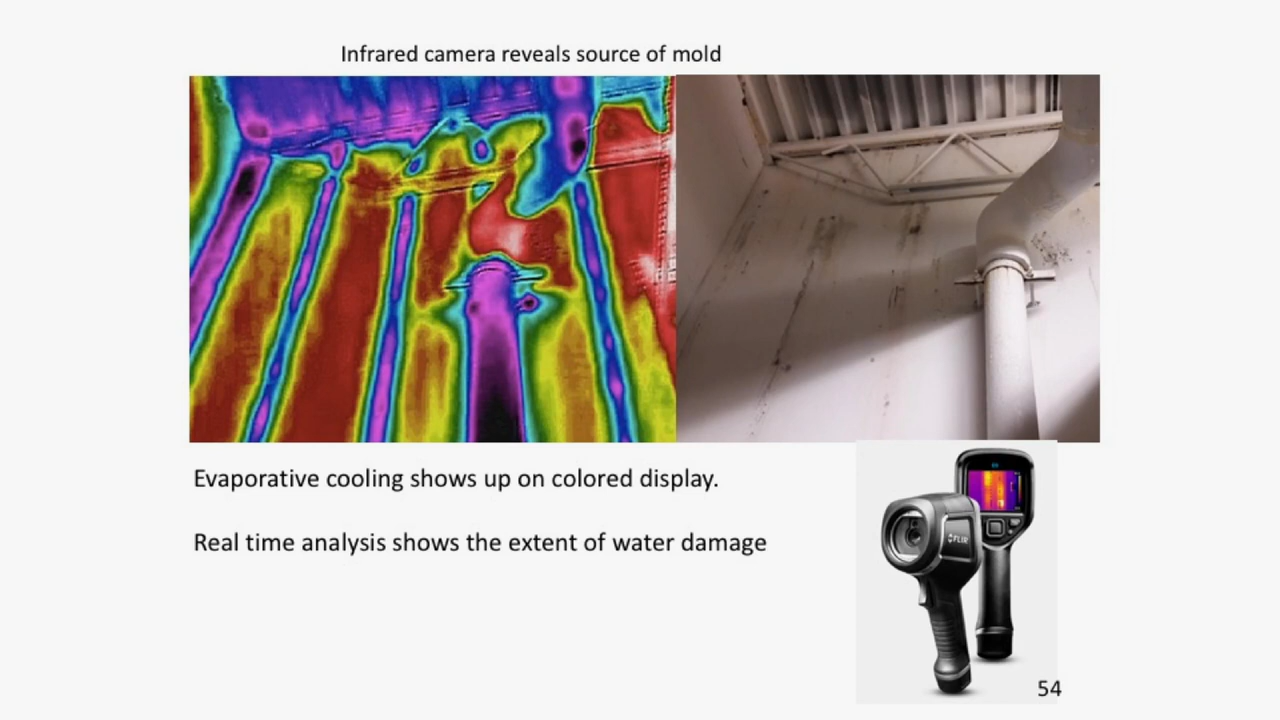 Infrared camera reveals source of mold
Evaporative cooling shows up on colored display.
Real time analysis shows the extent of water damage
FLIR
54